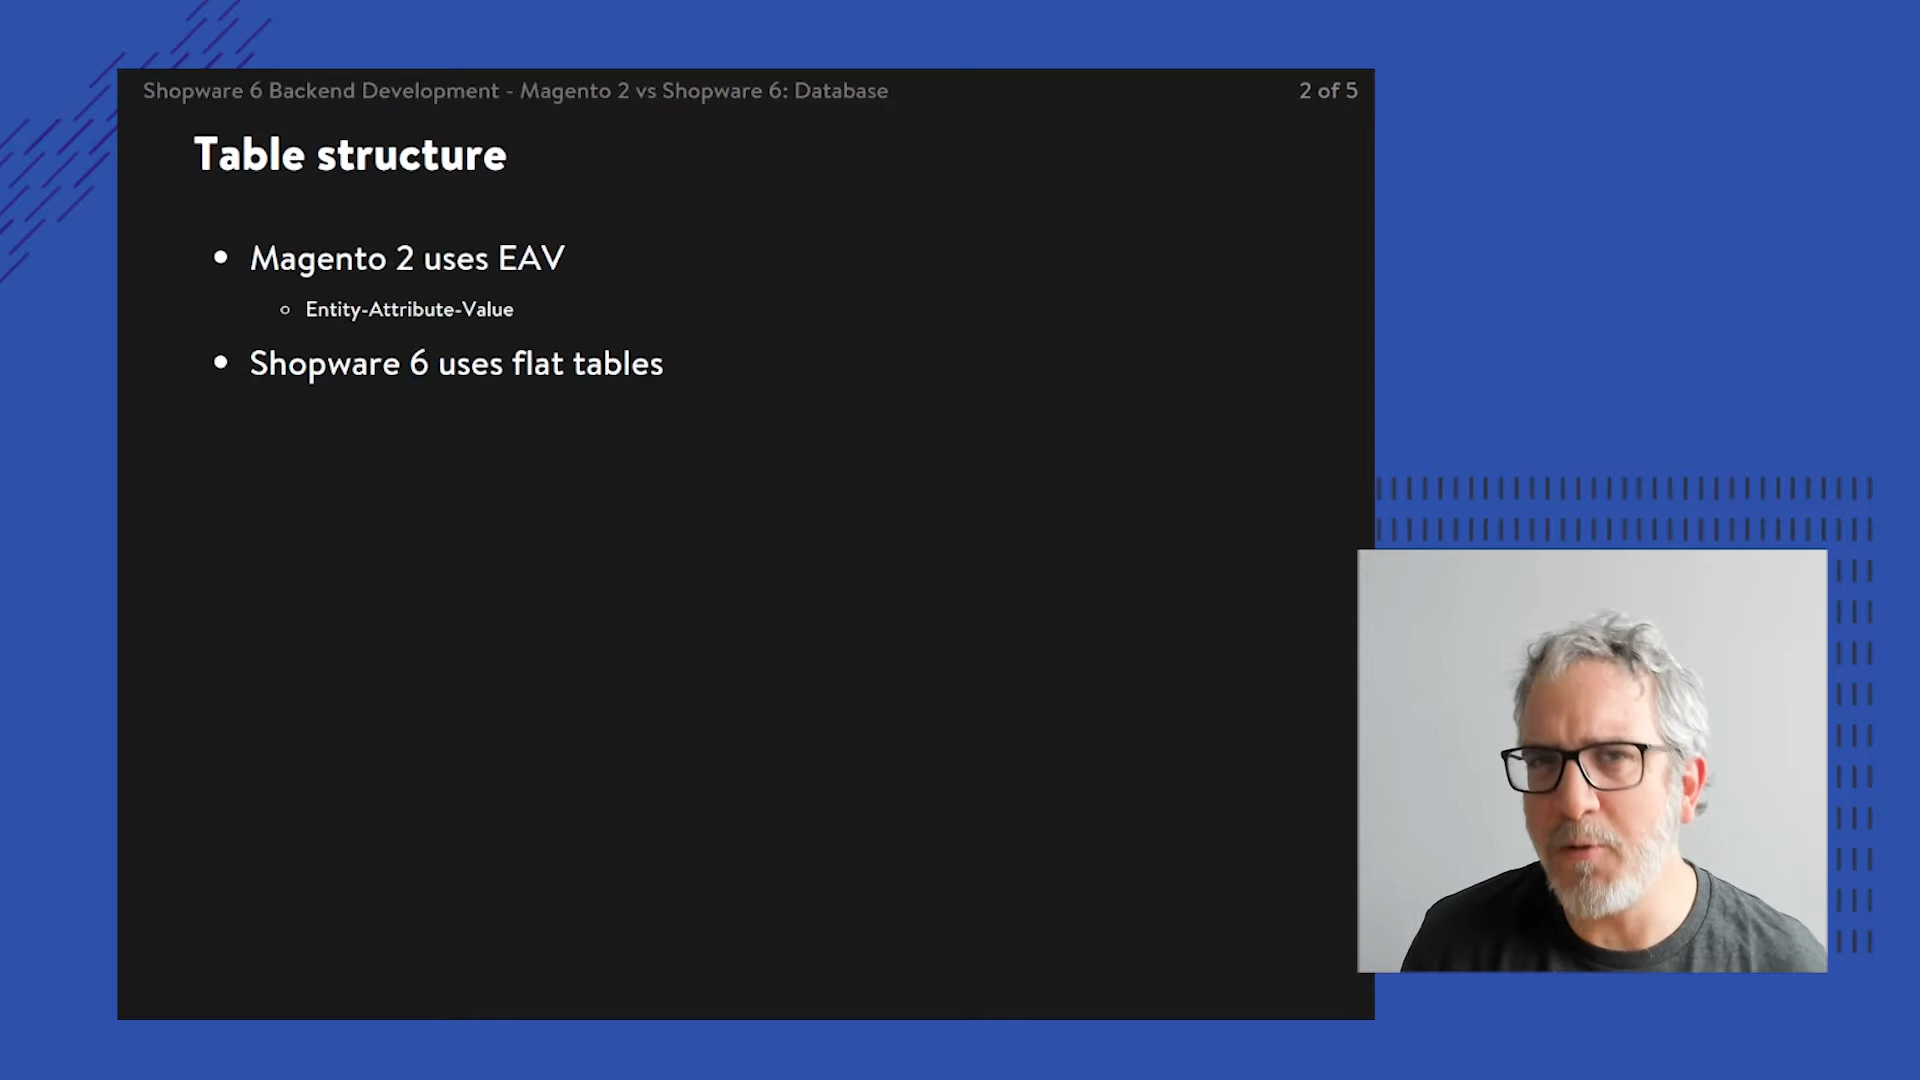 Shopware 6 Backend Development - Magento 2 vs Shopware 6: Database
2 of 5
Table structure
Magento 2 uses EAV
Entity-Attribute-Value
Shopware 6 uses flat tables